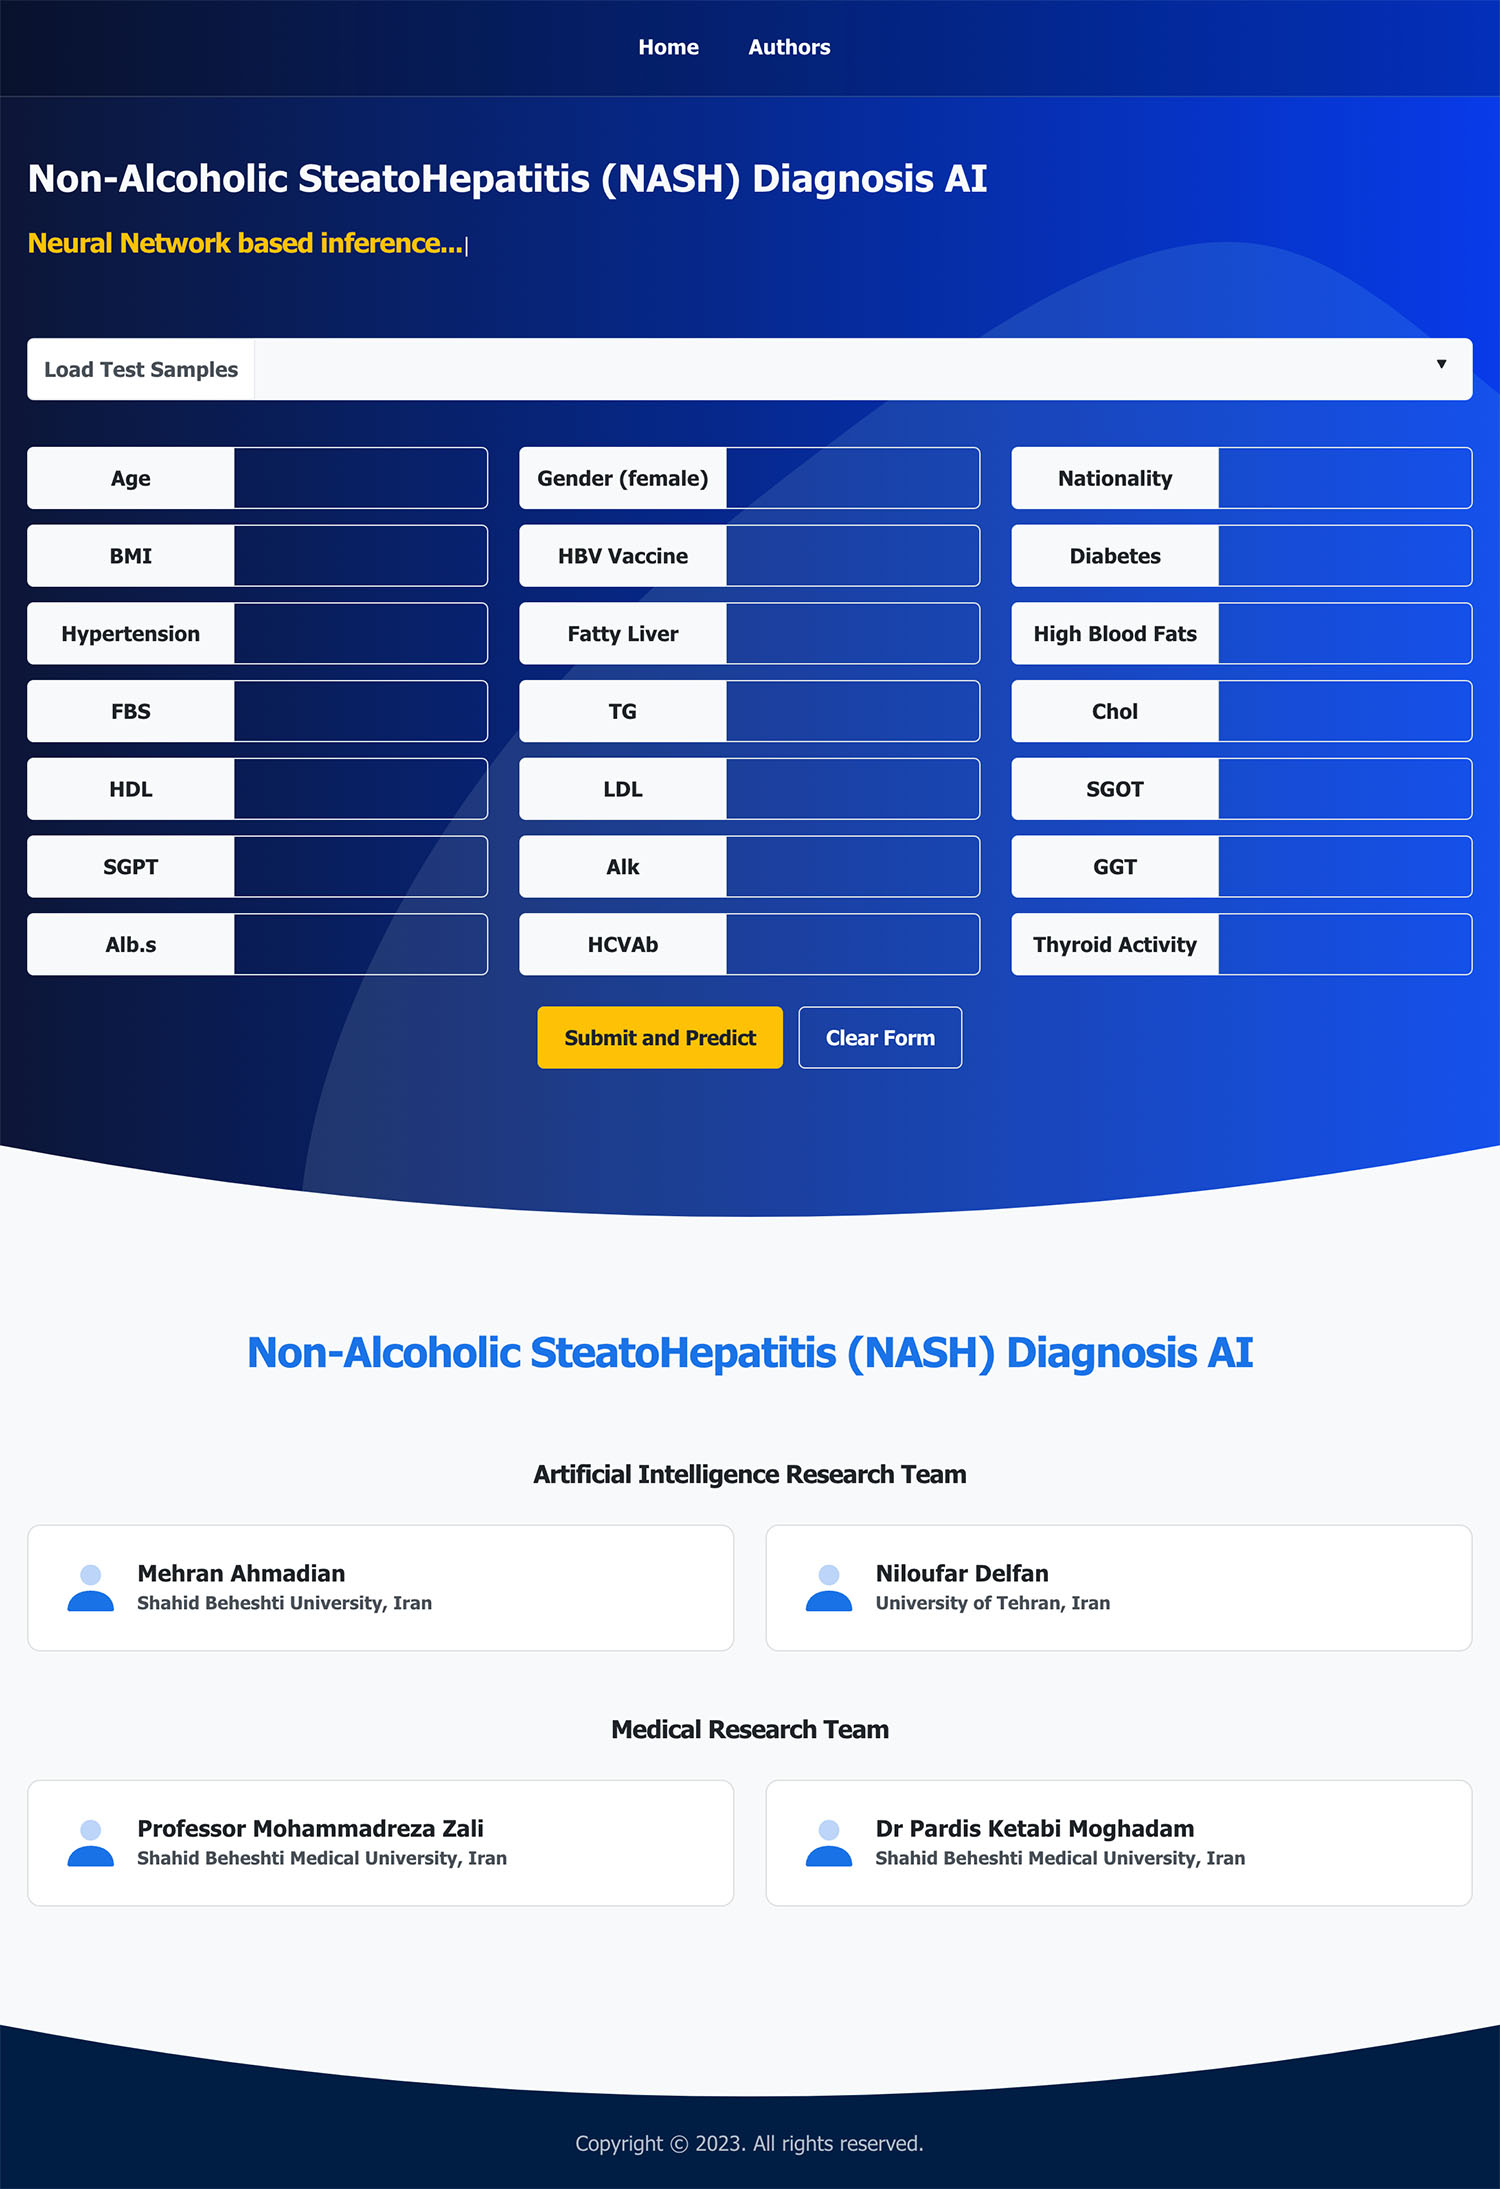 Home
Authors
Non-Alcoholic SteatoHepatitis (NASH) Diagnosis AI
Neural Network based inference...|
Load Test Samples
Age
Gender (female)
Nationality
BMI
HBV Vaccine
Diabetes
Hypertension
Fatty Liver
High Blood Fats
FBS
TG
Chol
HDL
LDL
SGOT
SGPT
Alk
GGT
Alb.s
HCVAb
Thyroid Activity
Submit and Predict
Clear Form
Non-Alcoholic SteatoHepatitis (NASH) Diagnosis AI
Artificial Intelligence Research Team
Mehran Ahmadian
Shahid Beheshti University, Iran
Niloufar Delfan
University of Tehran, Iran
Medical Research Team
Professor Mohammadreza Zali
Shahid Beheshti Medical University, Iran
Dr Pardis Ketabi Moghadam
Shahid Beheshti Medical University, Iran
Copyright © 2023. All rights reserved.